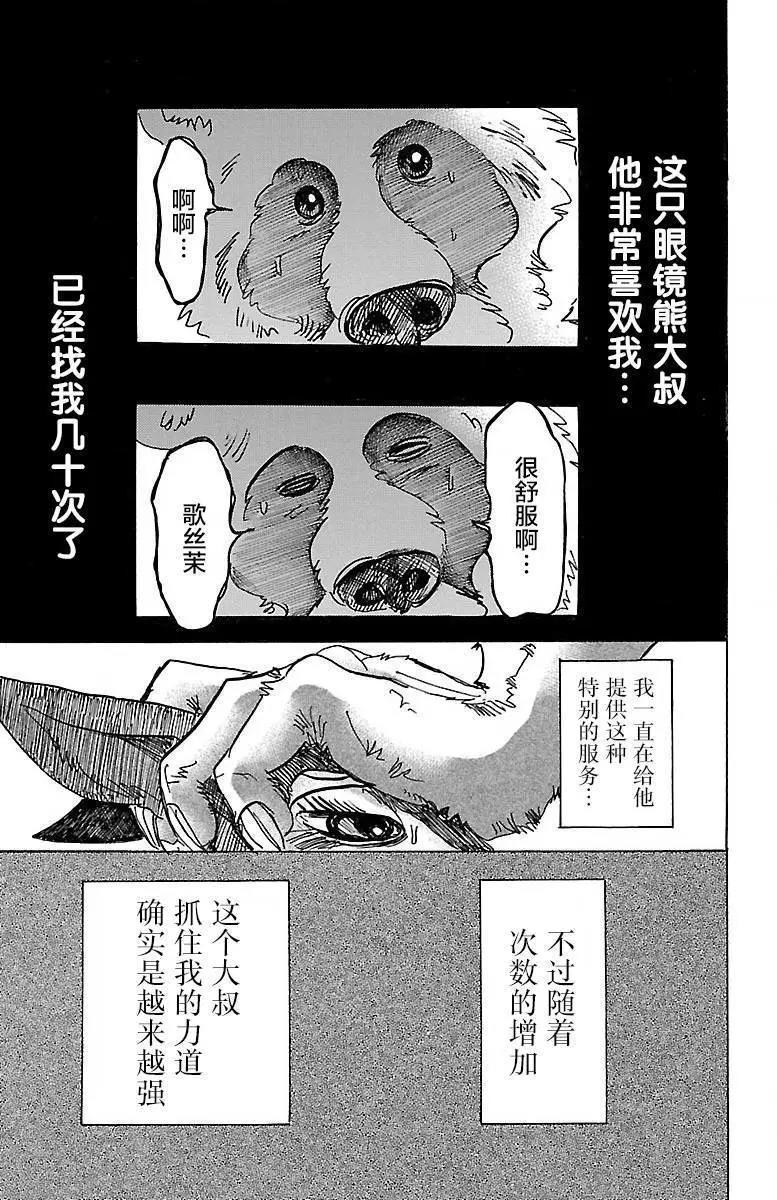 这只眼镜熊大叔
他非常喜欢我…
啊啊…
很舒服啊…
歌丝茉
已经找我几十次了
我一直在给他
提供这种
特别的服务…
不过随着
次数的增加
这个大叔
抓住我的力道
确实是越来越强